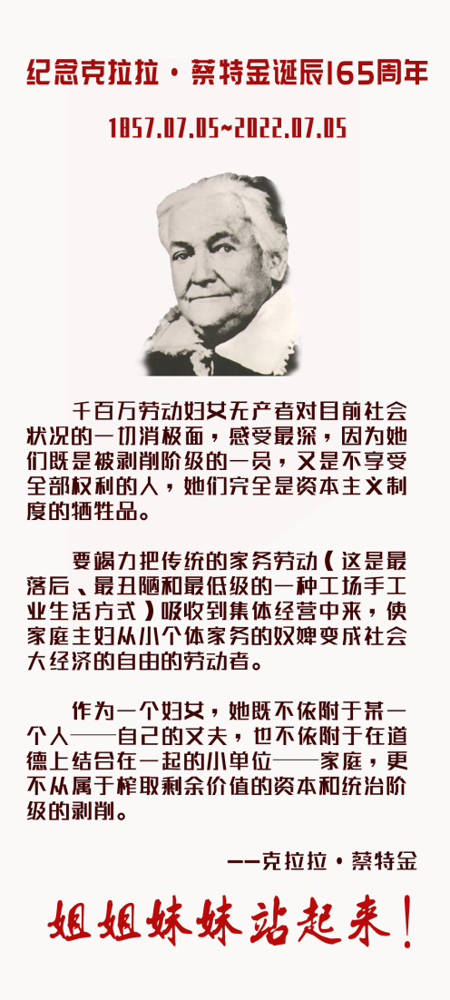 纪念克拉拉·蔡特金诞辰165周年
1857.07.05~2022.07.05
千百万劳动妇女无产者对目前社会
状况的一切消极面，感受最深，因为她
们既是被剥削阶级的一员，又是不享受
全部权利的人，她们完全是资本主义制
度的牺牲品。
要竭力把传统的家务劳动（这是最
落后、最丑陋和最低级的一种工场手工
业生活方式）吸收到集体经营中来，使
家庭主妇从小个体家务的奴婢变成社会
大经济的自由的劳动者。
作为一个妇女，她既不依附于某一
个人——自己的丈夫，也不依附于在道
德上结合在一起的小单位——家庭，更
不从属于榨取剩余价值的资本和统治阶
级的剥削。
——克拉拉·蔡特金
姐姐妹妹站起来！